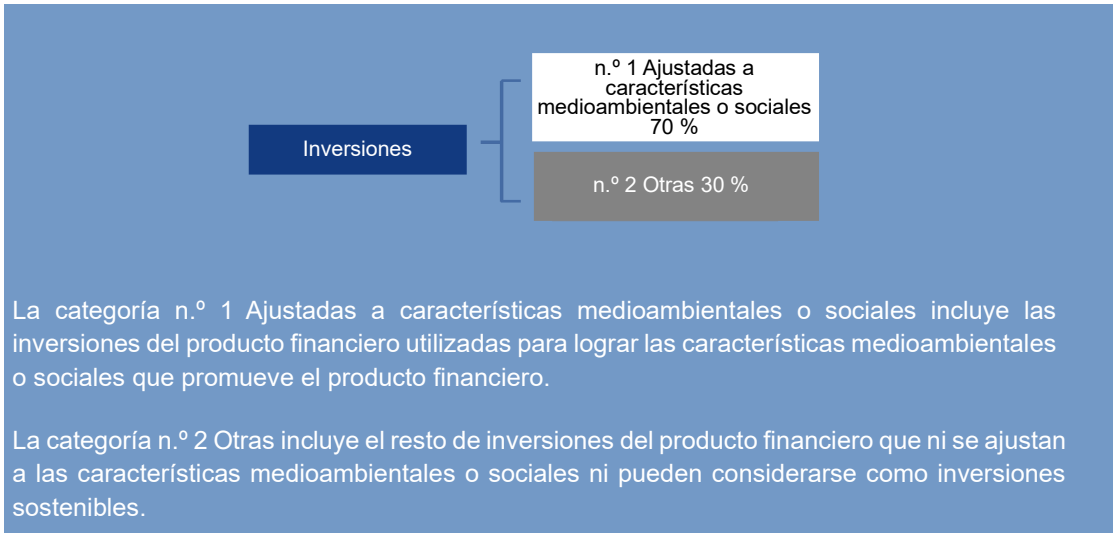 n.º 1 Ajustadas a
características
medioambientales o sociales
70 %
Inversiones
n.º 2 Otras 30 %
La categoría n.º 1 Ajustadas a características medioambientales o sociales incluye las
inversiones del producto financiero utilizadas para lograr las características medioambientales
o sociales que promueve el producto financiero.
La categoría n.º 2 Otras incluye el resto de inversiones del producto financiero que ni se ajustan
a las características medioambientales o sociales ni pueden considerarse como inversiones
sostenibles.